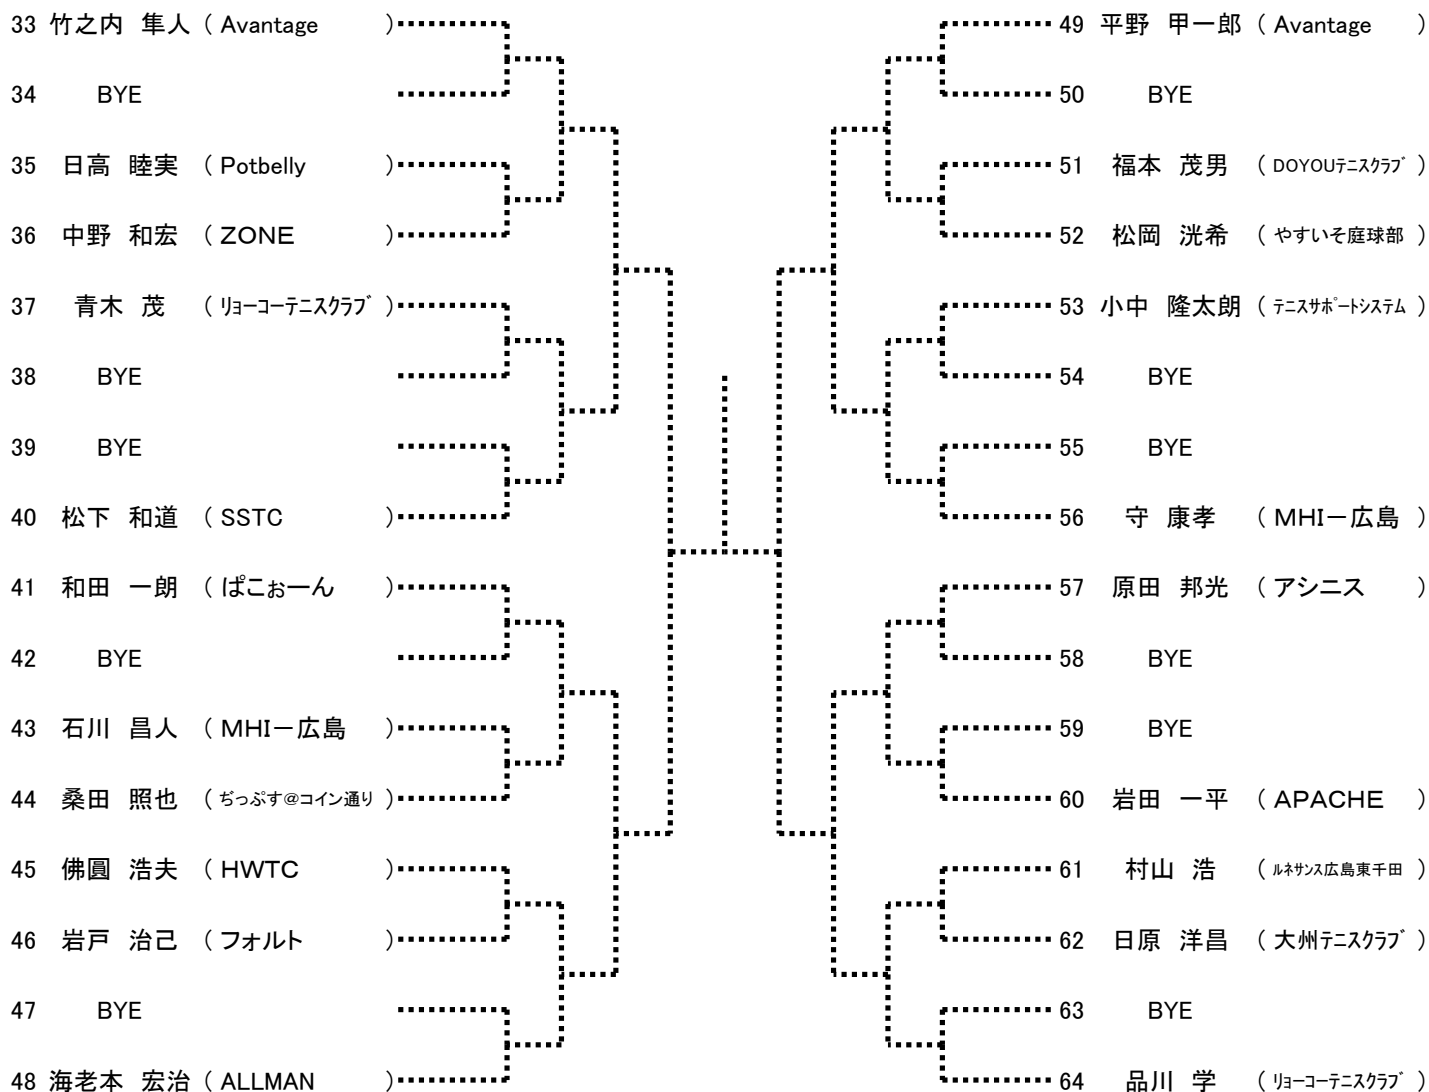 33 竹之内 隼人 ( Avantage )
34 BYE
35 日高 睦実 ( Potbelly )
36 中野 和宏 ( ZONE )
37 青木 茂 ( ﾘｮｰｺｰﾃﾆｽｸﾗﾌﾞ )
38 BYE
39 BYE
40 松下 和道 ( SSTC )
41 和田 一朗 ( ぱこぉーん )
42 BYE
43 石川 昌人 ( MHIー広島 )
44 桑田 照也 ( ぢっぷす@コイン通り )
45 佛圓 浩夫 ( HWTC )
46 岩戸 治己 ( フォルト )
47 BYE
48 海老本 宏治 ( ALLMAN )
49 平野 甲一郎 ( Avantage )
50 BYE
51 福本 茂男 ( DOYOUﾃﾆｽｸﾗﾌﾞ )
52 松岡 洸希 ( やすいそ庭球部 )
53 小中 隆太朗 ( ﾃﾆｽｻﾎﾟｰﾄｼｽﾃﾑ )
54 BYE
55 BYE
56 守 康孝 ( MHIー広島 )
57 原田 邦光 ( アシニス )
58 BYE
59 BYE
60 岩田 一平 ( APACHE )
61 村山 浩 ( ﾙﾈｻﾝｽ広島東千田 )
62 日原 洋昌 ( 大州ﾃﾆｽｸﾗﾌﾞ )
63 BYE
64 品川 学 ( ﾘｮｰｺｰﾃﾆｽｸﾗﾌﾞ )